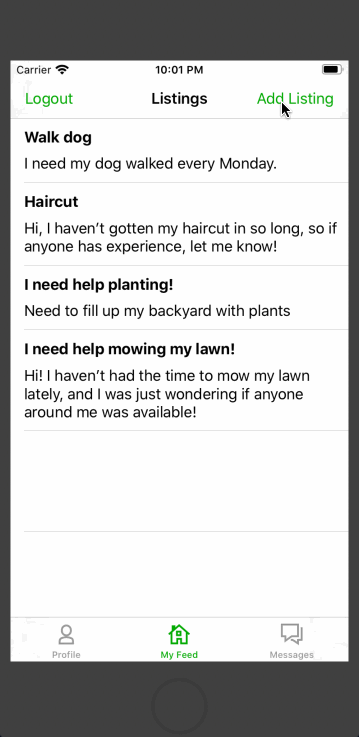 Carrier 10:01 PM
Logout Listings Add Listing
Walk dog
I need my dog walked every Monday.
Haircut
Hi, I haven’t gotten my haircut in so long, so if
anyone has experience, let me know!
I need help planting!
Need to fill up my backyard with plants
I need help mowing my lawn!
Hi! I haven’t had the time to mow my lawn
lately, and I was just wondering if anyone
around me was available!
Profile My Feed Messages